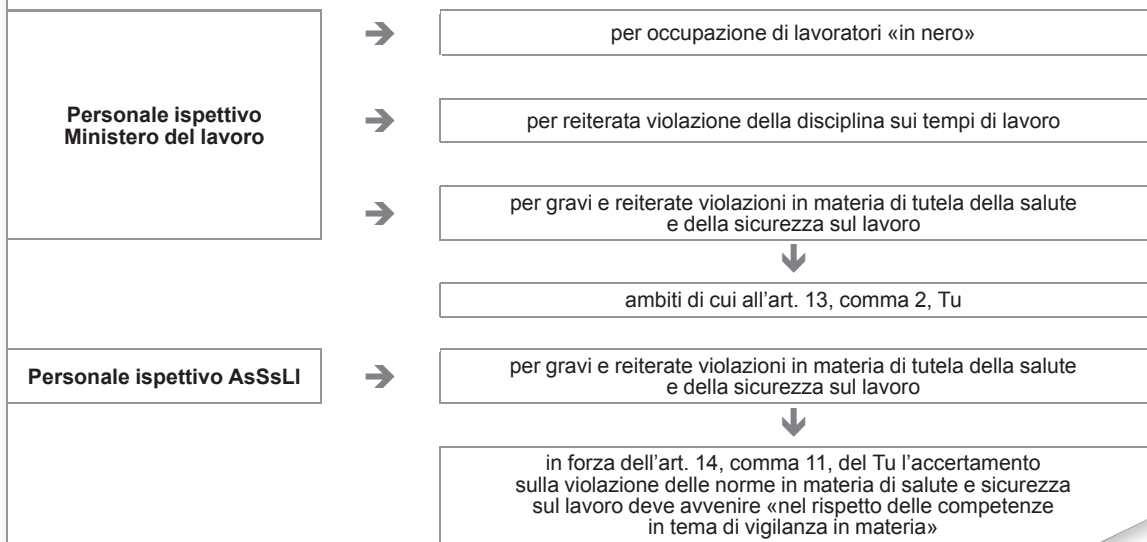 Personale ispettivo
Ministero del lavoro
per occupazione di lavoratori «in nero»
per reiterata violazione della disciplina sui tempi di lavoro
per gravi e reiterate violazioni in materia di tutela della salute
e della sicurezza sul lavoro
ambiti di cui all'art. 13, comma 2, Tu
Personale ispettivo AsSsLl
per gravi e reiterate violazioni in materia di tutela della salute
e della sicurezza sul lavoro
in forza dell'art. 14, comma 11, del Tu l'accertamento
sulla violazione delle norme in materia di salute e sicurezza
sul lavoro deve avvenire «nel rispetto delle competenze
in tema di vigilanza in materia»